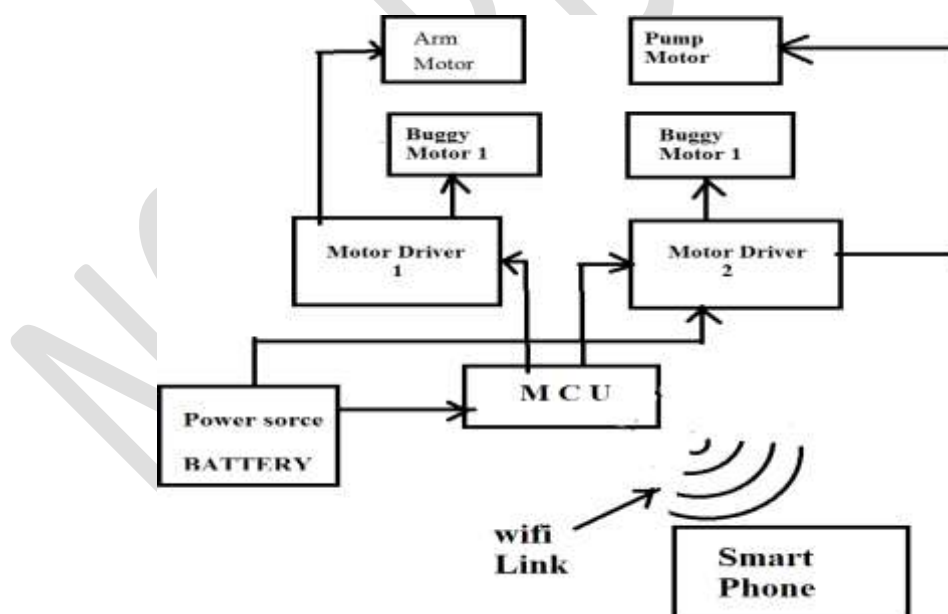 Arm
Motor
Pump
Motor
Buggy
Motor 1
Buggy
Motor 1
Motor Driver
1
Motor Driver
2
M C U
Power sorce
BATTERY
wifi
Link
Smart
Phone